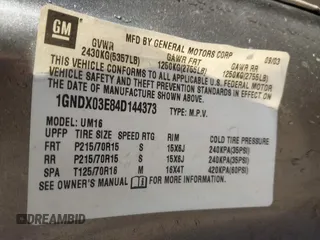 GM
MFD BY GENERAL MOTORS CORP 09/03
GVWR GAWR FRT GAWR RR
2430KG(5357LB) 1250KG(2755LB) 1250KG(2755LB)
THIS VEHICLE CONFORMS TO ALL APPLICABLE U.S. FEDERAL
MOTOR VEHICLE SAFETY AND THEFT PREVENTION STANDARDS IN
EFFECT ON THE DATE OF MANUFACTURE SHOWN ABOVE.
1GNDX03E84D144373 TYPE: M.P.V.
MODEL: UM16
UPFP TIRE SIZE SPEED RTG RIM COLD TIRE PRESSURE
FRT P215/70R15 S 15X6J 240KPA(35PSI)
RR P215/70R15 S 15X6J 240KPA(35PSI)
SPA T125/70R16 M 16X4T 420KPA(60PSI)
SEE OWNER'S MANUAL FOR ADDITIONAL INFORMATION
DREAMBID